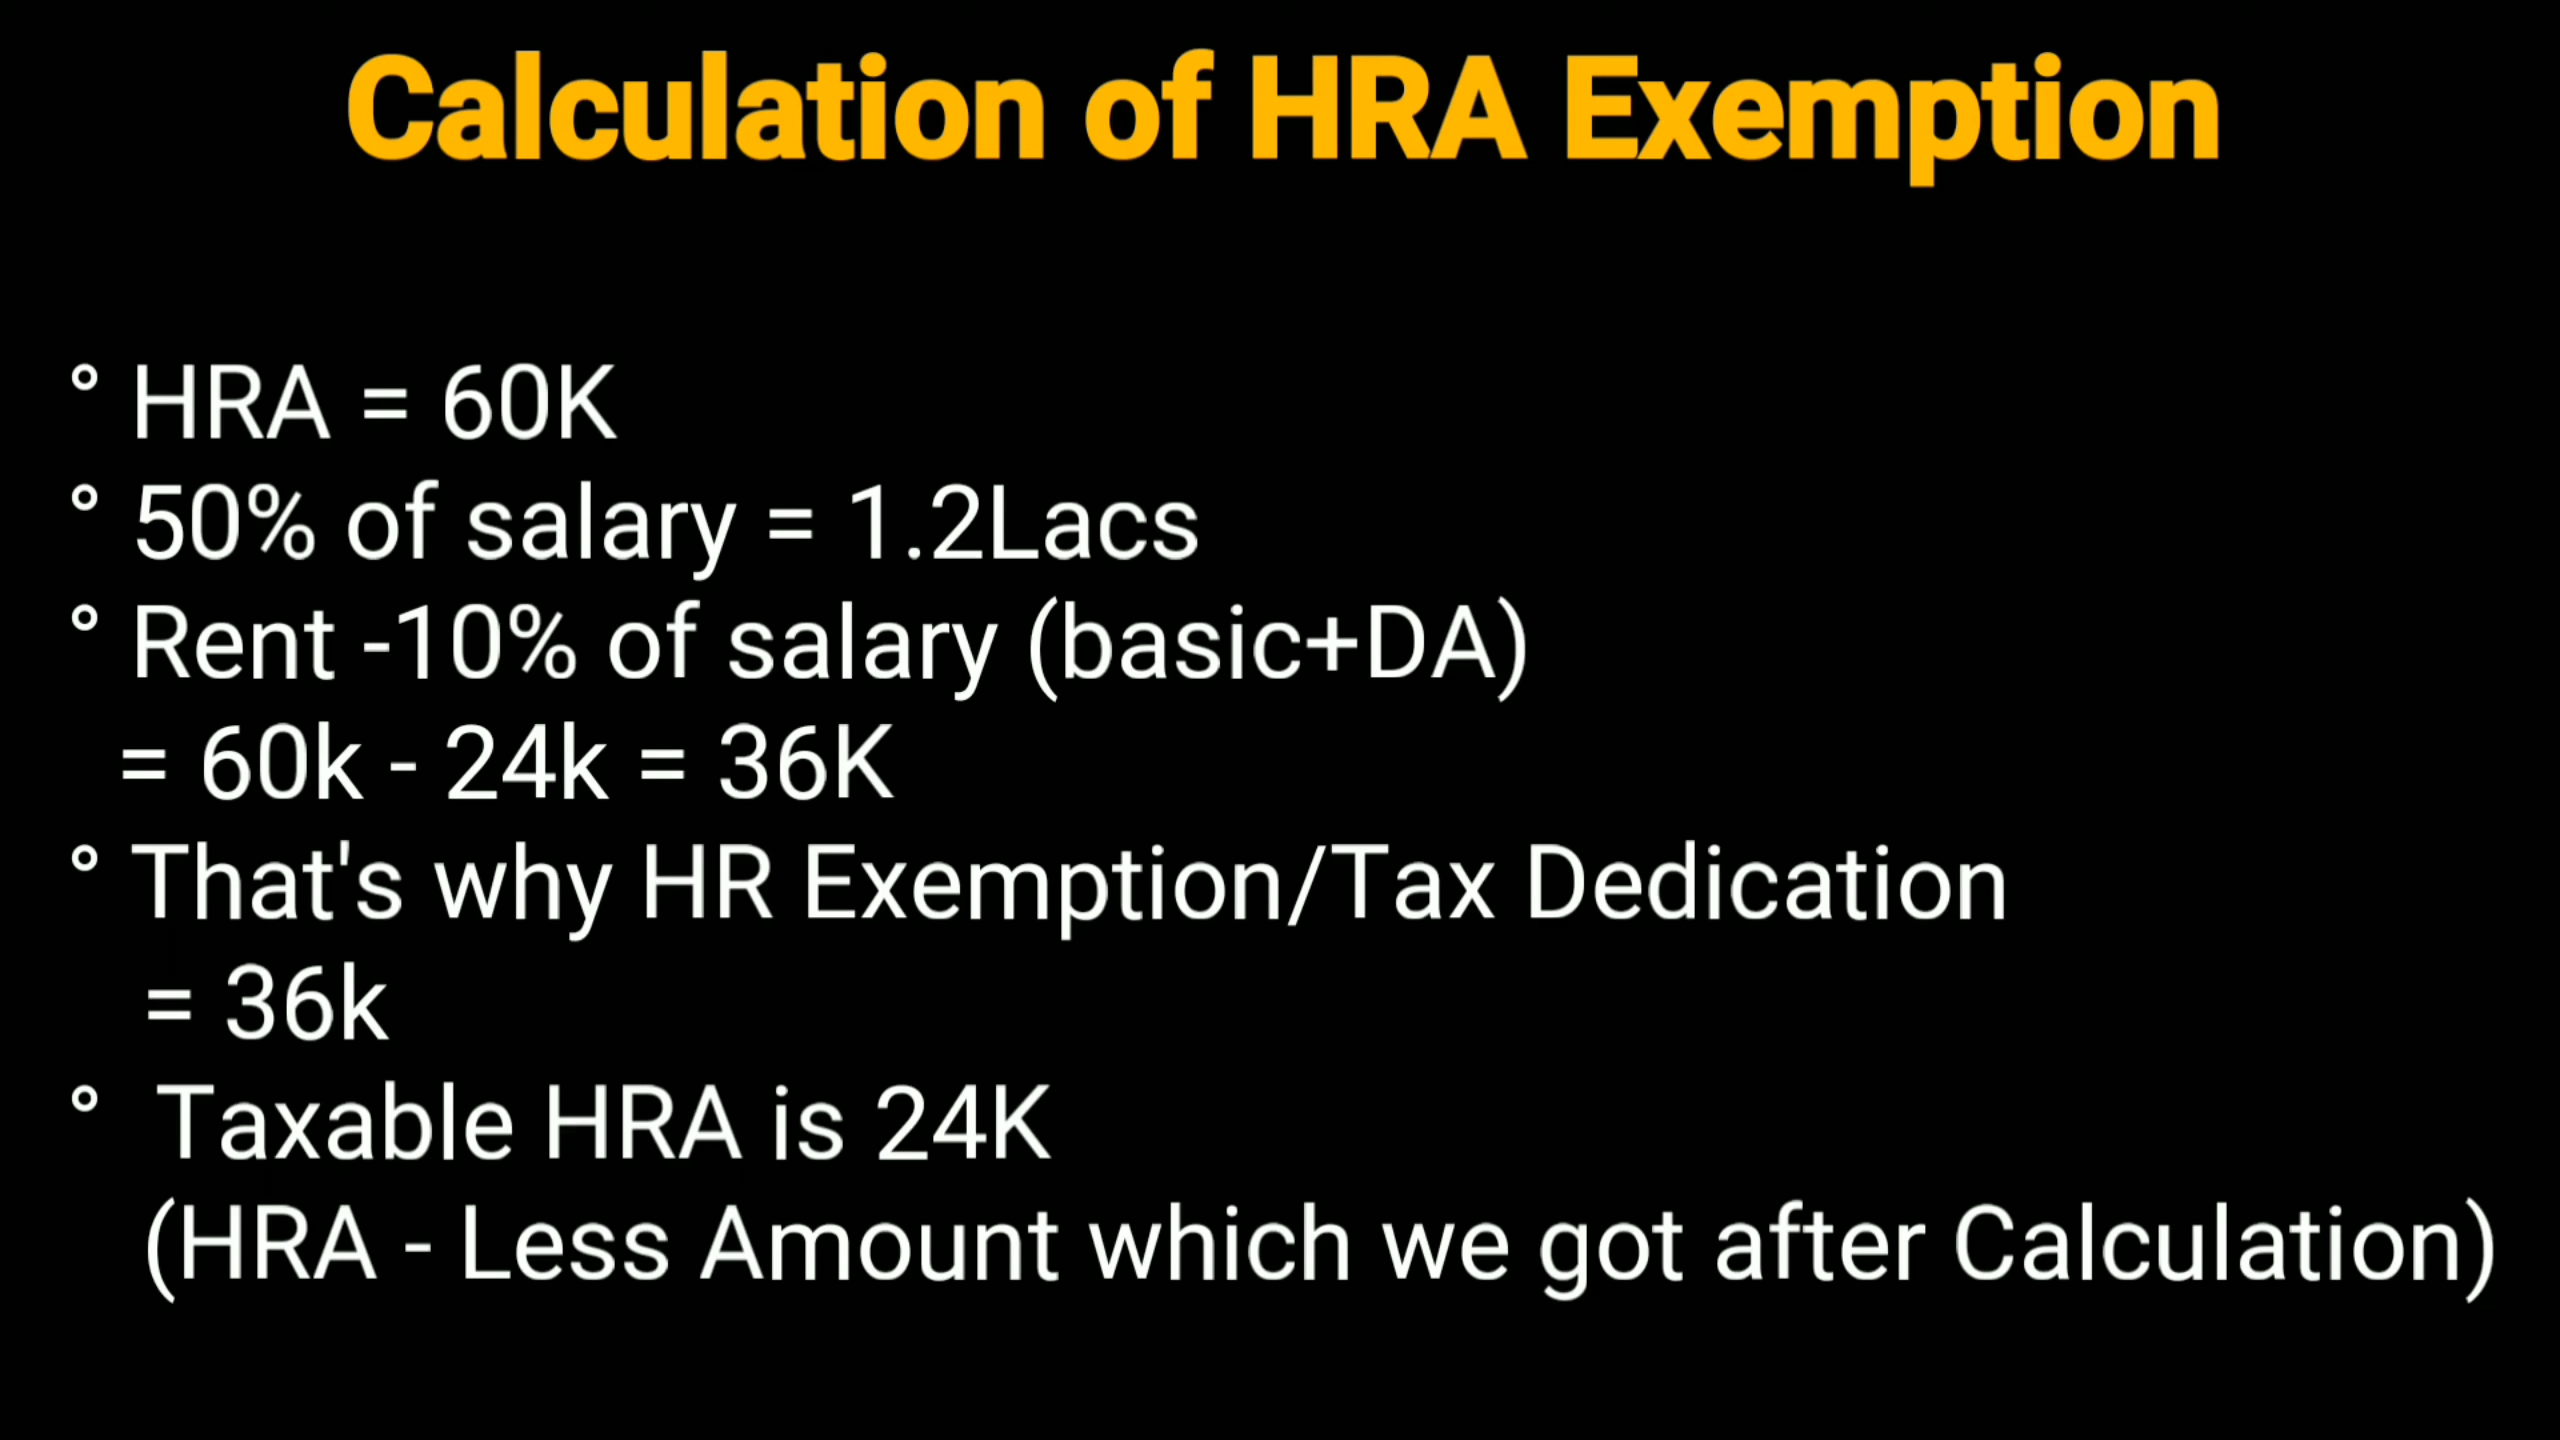 Calculation of HRA Exemption
° HRA = 60K
° 50% of salary = 1.2Lacs
° Rent -10% of salary (basic+DA)
= 60k - 24k = 36K
° That's why HR Exemption/Tax Dedication
= 36k
° Taxable HRA is 24K
(HRA - Less Amount which we got after Calculation)